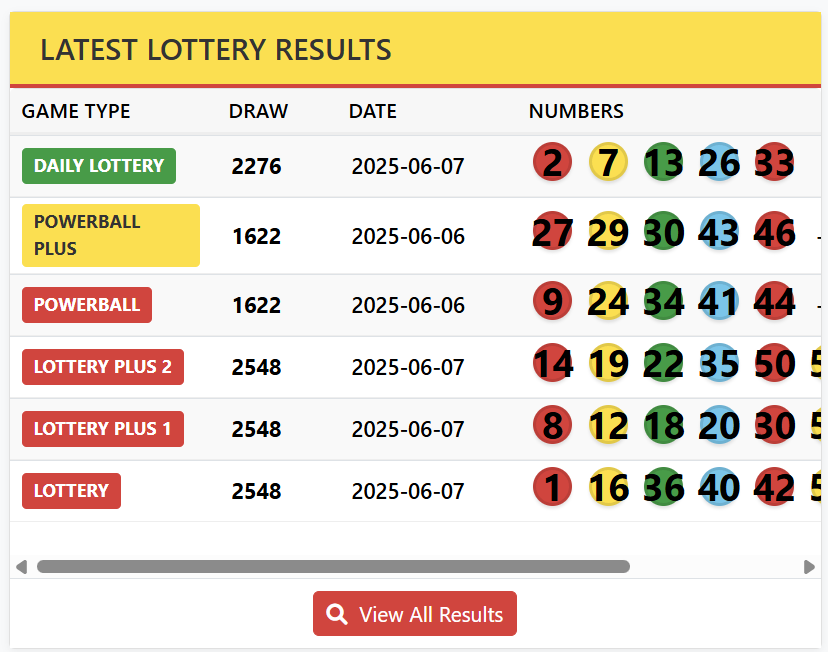 LATEST LOTTERY RESULTS
GAME TYPE DRAW DATE NUMBERS
DAILY LOTTERY 2276 2025-06-07 2 7 13 26 33
POWERBALL
PLUS 1622 2025-06-06 27 29 30 43 46
POWERBALL 1622 2025-06-06 9 24 34 41 44
LOTTERY PLUS 2 2548 2025-06-07 14 19 22 35 50
LOTTERY PLUS 1 2548 2025-06-07 8 12 18 20 30
LOTTERY 2548 2025-06-07 1 16 36 40 42
View All Results